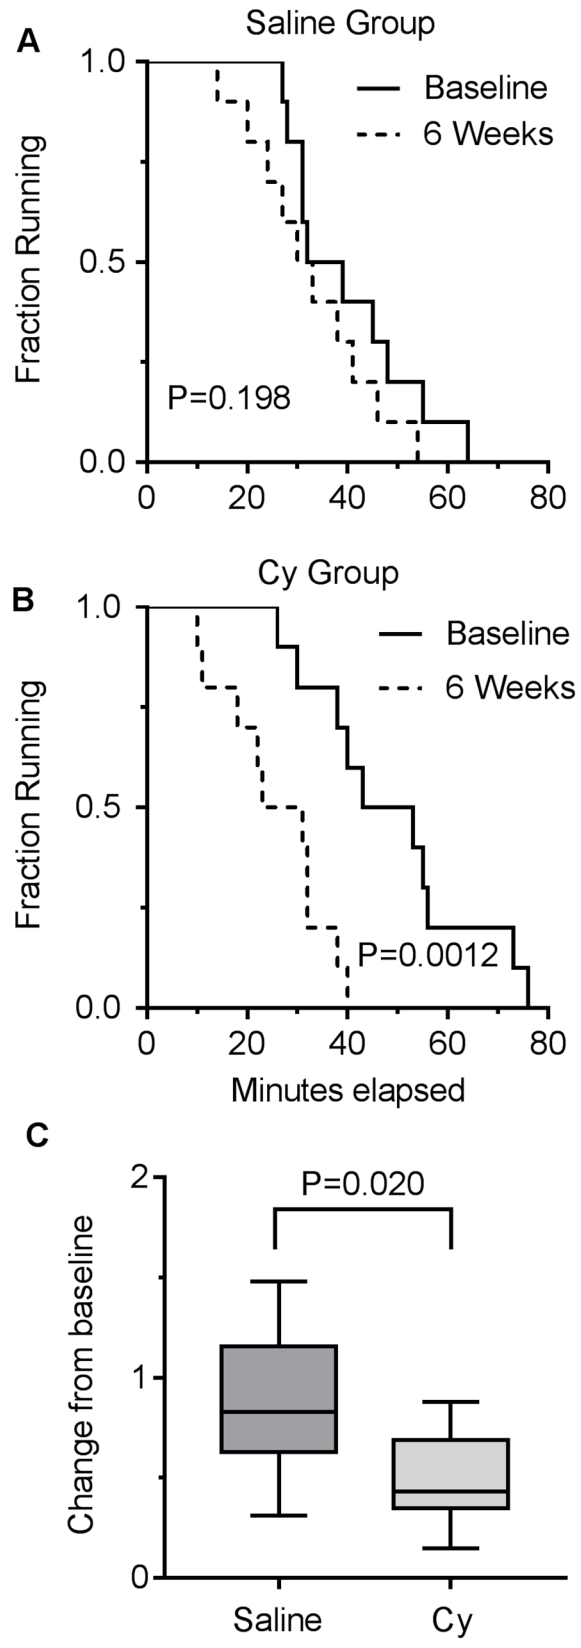 A
Saline Group
1.0
Baseline
6 Weeks
Fraction Running
0.5
P=0.198
0.0
0 20 40 60 80
B
Cy Group
1.0
Baseline
6 Weeks
Fraction Running
0.5
P=0.0012
0.0
0 20 40 60 80
Minutes elapsed
C
2
P=0.020
Change from baseline
1
0
Saline Cy